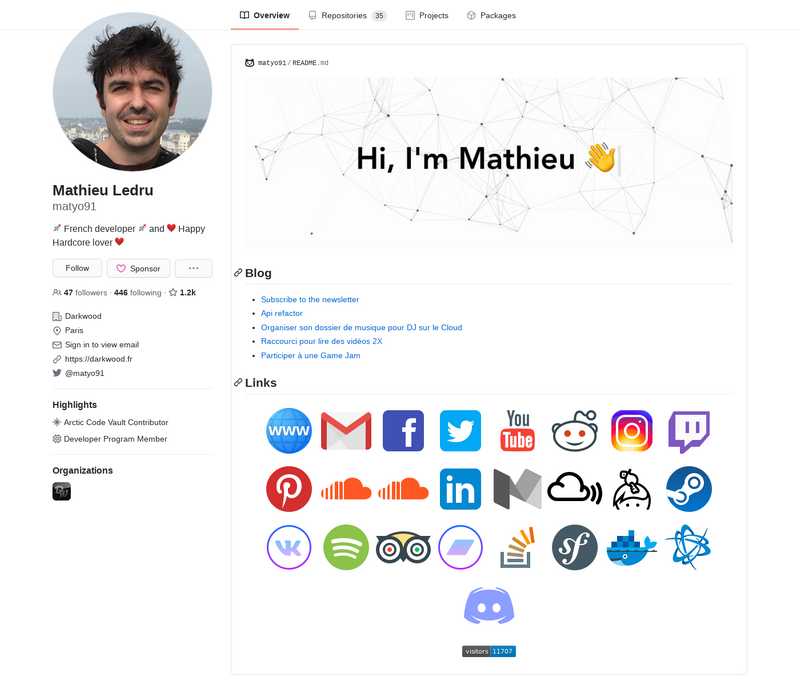 Overview
Repositories 35
Projects
Packages
matyo91 / README.md
Hi, I'm Mathieu 👋
Mathieu Ledru
matyo91
🚀 French developer 🚀 and ❤️ Happy
Hardcore lover ❤️
Follow
Sponsor
···
47 followers · 446 following · 1.2k
Darkwood
Paris
Sign in to view email
https://darkwood.fr
@matyo91
Highlights
Arctic Code Vault Contributor
Developer Program Member
Organizations
Blog
Subscribe to the newsletter
Api refactor
Organiser son dossier de musique pour DJ sur le Cloud
Raccourci pour lire des vidéos 2X
Participer à une Game Jam
Links
WWW
You
Tube
in
sf
visitors 11707